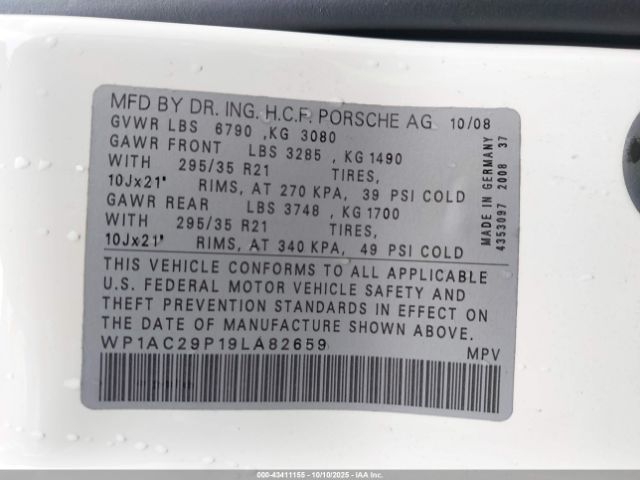 MFD BY DR. ING. H.C.F. PORSCHE AG 10/08
GVWR LBS 6790 ,KG 3080
GAWR FRONT LBS 3285 , KG 1490
WITH 295/35 R21 TIRES,
10Jx21" RIMS, AT 270 KPA, 39 PSI COLD
GAWR REAR LBS 3748 , KG 1700
WITH 295/35 R21 TIRES,
10Jx21" RIMS, AT 340 KPA, 49 PSI COLD
MADE IN GERMANY
4353097 2008 37
THIS VEHICLE CONFORMS TO ALL APPLICABLE
U.S. FEDERAL MOTOR VEHICLE SAFETY AND
THEFT PREVENTION STANDARDS IN EFFECT ON
THE DATE OF MANUFACTURE SHOWN ABOVE.
WP1AC29P19LA82659 MPV
000-43411155 - 10/10/2025 - COPYRIGHT IAA HOLDINGS, LLC